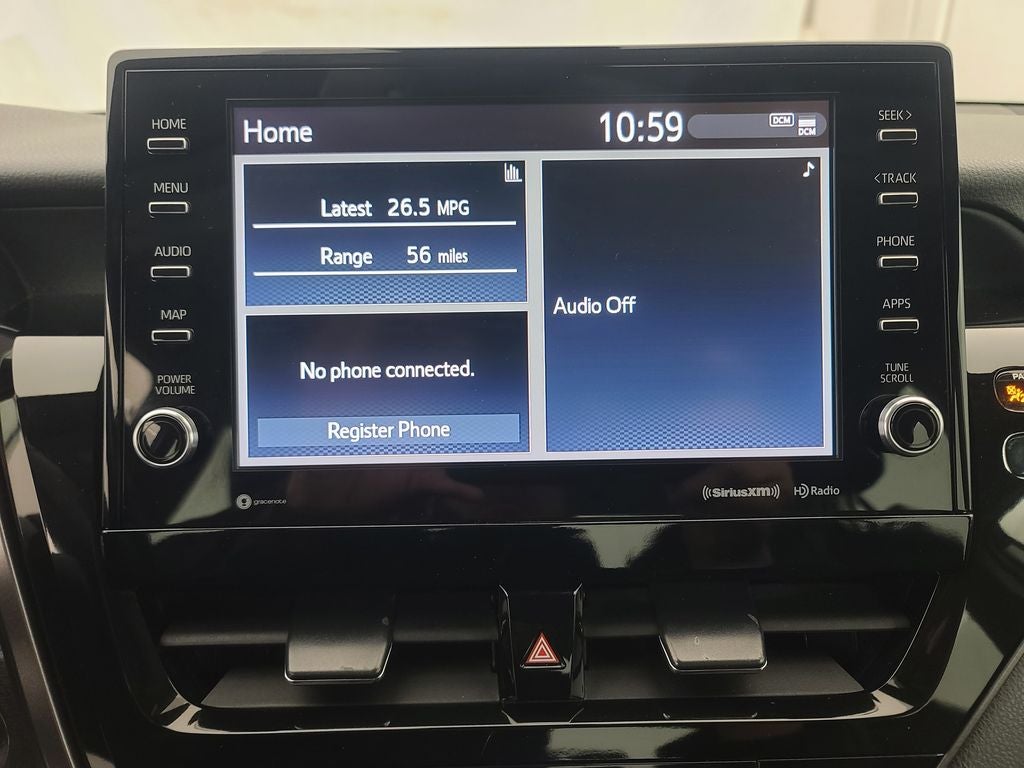 Home
10:59
DCM
DCM
Latest 26.5 MPG
Range 56 miles
No phone connected.
Register Phone
Audio Off
HOME
MENU
AUDIO
MAP
POWER
VOLUME
SEEK>
<TRACK
PHONE
APPS
TUNE
SCROLL
gracenote
SiriusXM
HD Radio